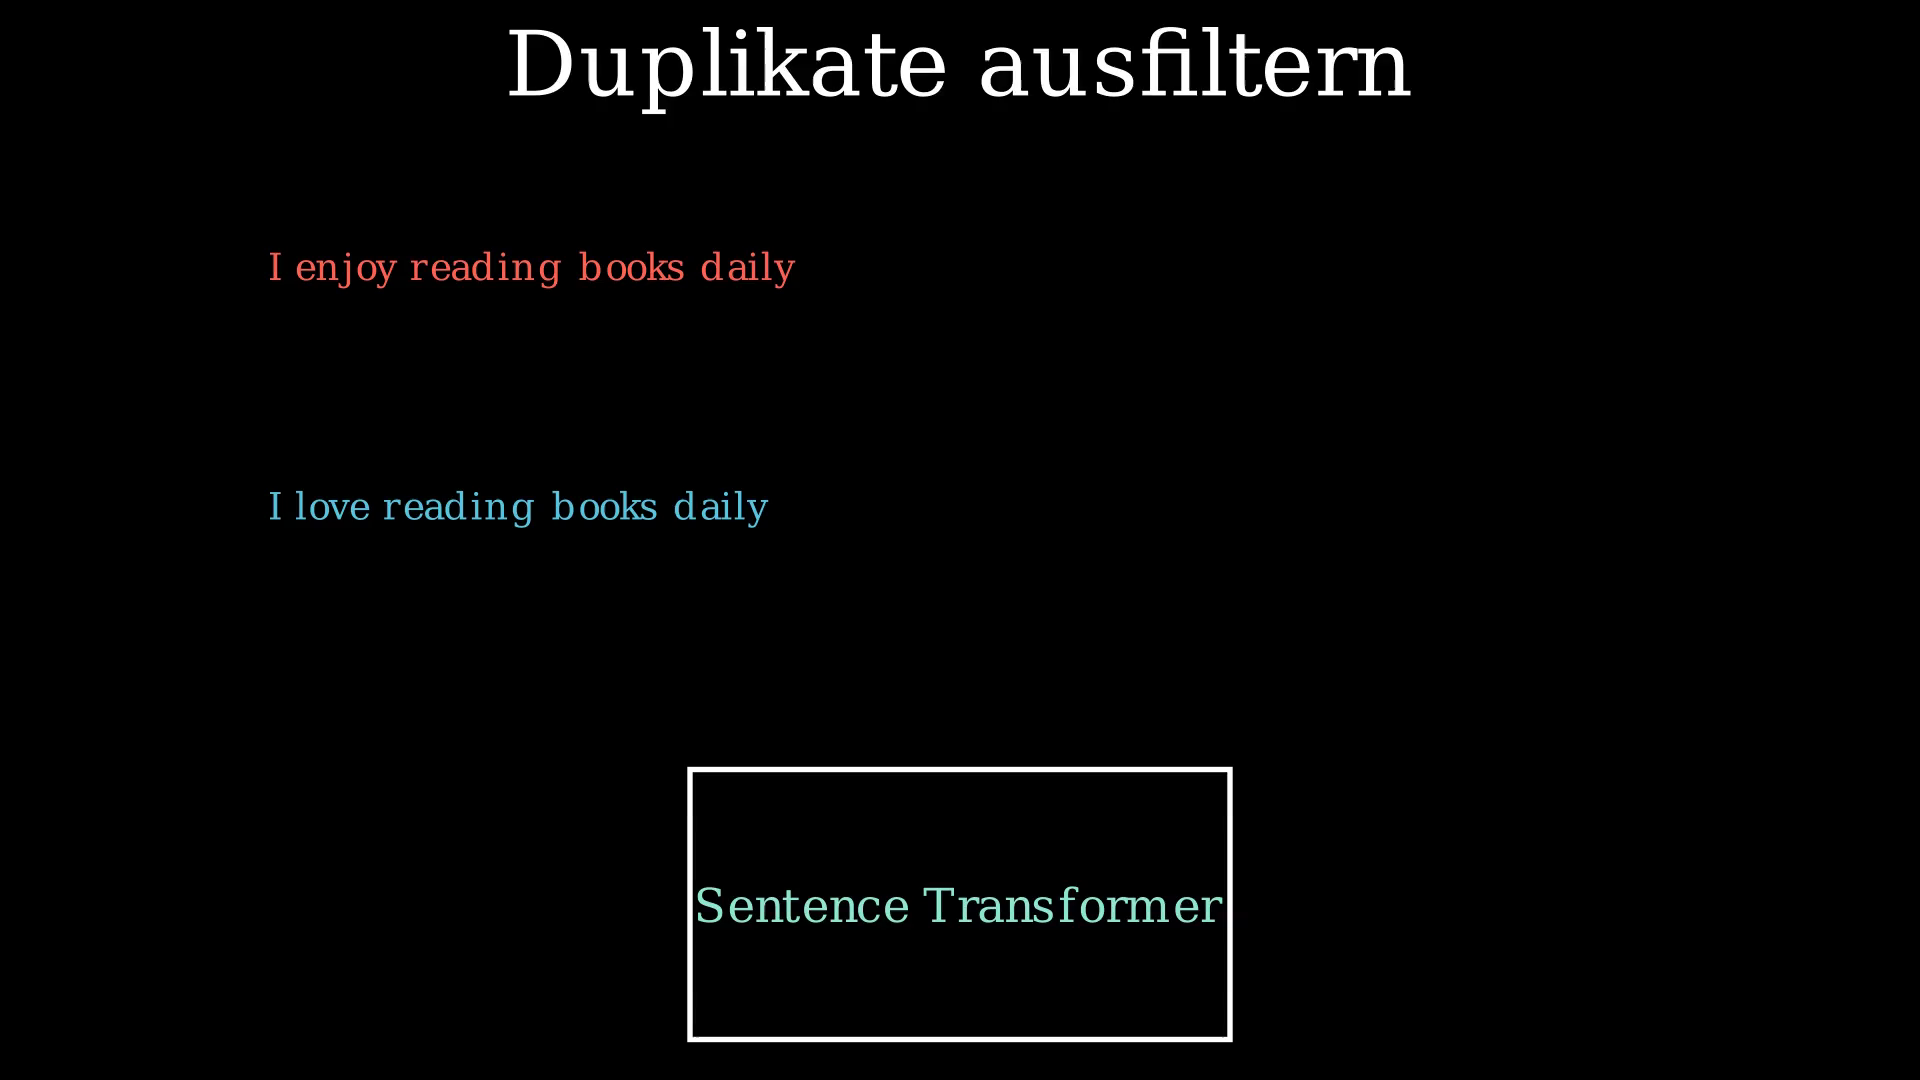 Duplikate ausfiltern
I enjoy reading books daily
I love reading books daily
Sentence Transformer